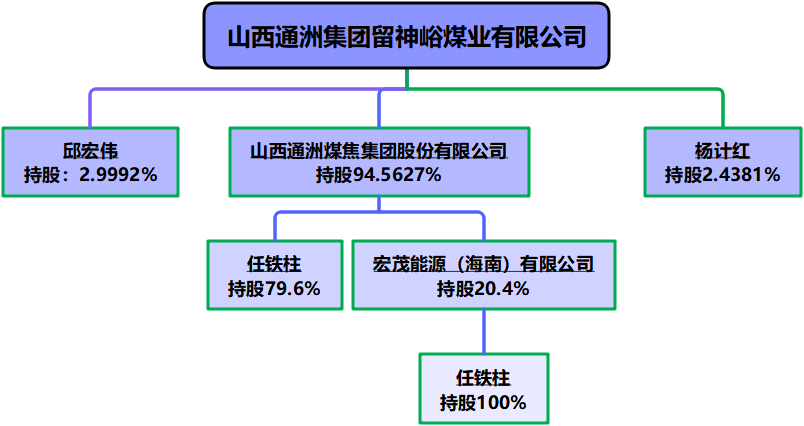 山西通洲集团留神峪煤业有限公司
邱宏伟
持股：2.9992%
山西通洲煤焦集团股份有限公司
持股94.5627%
杨计红
持股2.4381%
任铁柱
持股79.6%
宏茂能源（海南）有限公司
持股20.4%
任铁柱
持股100%